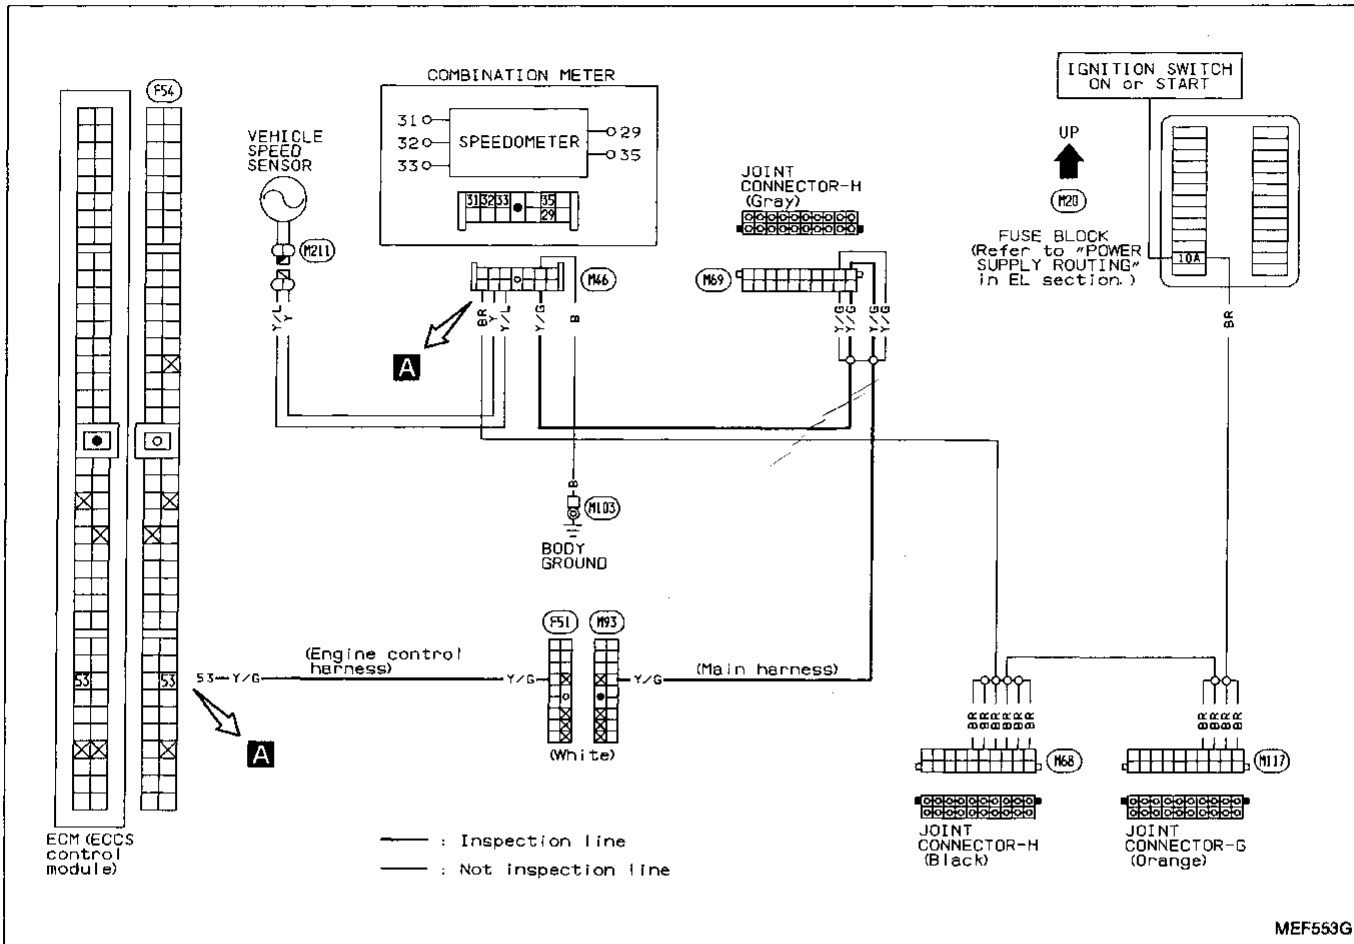 COMBINATION METER
IGNITION SWITCH
ON or START
F54
VEHICLE
SPEED
SENSOR
31
32
33
SPEEDOMETER
29
35
UP
M20
JOINT
CONNECTOR-H
(Gray)
31 32 33 35
29
FUSE BLOCK
(Refer to "POWER
SUPPLY ROUTING"
in EL section.)
10A
M211
M46
M69
Y/L
Y
BR
Y
Y/L
Y/G
B
Y/G
Y/G
Y/G
Y/G
BR
A
B
M103
BODY
GROUND
F51
M93
(Engine control
harness)
(Main harness)
53
53
53
Y/G
Y/G
Y/G
A
(White)
BR
BR
BR
BR
BR
BR
BR
BR
BR
BR
M68
M117
JOINT
CONNECTOR-H
(Black)
JOINT
CONNECTOR-G
(Orange)
ECM (ECCS
control
module)
: Inspection line
: Not inspection line
MEF553G